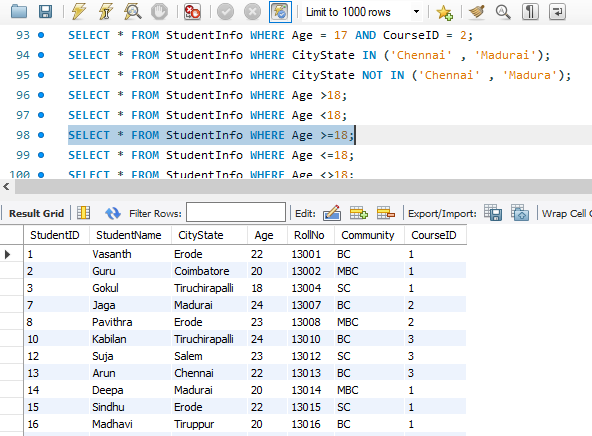 Limit to 1000 rows
93 SELECT * FROM StudentInfo WHERE Age = 17 AND CourseID = 2;
94 SELECT * FROM StudentInfo WHERE CityState IN ('Chennai' , 'Madurai');
95 SELECT * FROM StudentInfo WHERE CityState NOT IN ('Chennai' , 'Madura');
96 SELECT * FROM StudentInfo WHERE Age >18;
97 SELECT * FROM StudentInfo WHERE Age <18;
98 SELECT * FROM StudentInfo WHERE Age >=18;
99 SELECT * FROM StudentInfo WHERE Age <=18;
100 SELECT * FROM StudentInfo WHERE Age <>18;
Result Grid Filter Rows: Edit: Export/Import: Wrap Cell C
StudentID StudentName CityState Age RollNo Community CourseID
1 Vasanth Erode 22 13001 BC 1
2 Guru Coimbatore 20 13002 MBC 1
3 Gokul Tiruchirapalli 18 13004 SC 1
7 Jaga Madurai 24 13007 BC 2
8 Pavithra Erode 23 13008 MBC 2
10 Kabilan Tiruchirapalli 24 13010 BC 3
12 Suja Salem 23 13012 SC 3
13 Arun Chennai 22 13013 BC 3
14 Deepa Madurai 20 13014 MBC 1
15 Sindhu Erode 22 13015 SC 1
16 Madhavi Tiruppur 20 13016 BC 1